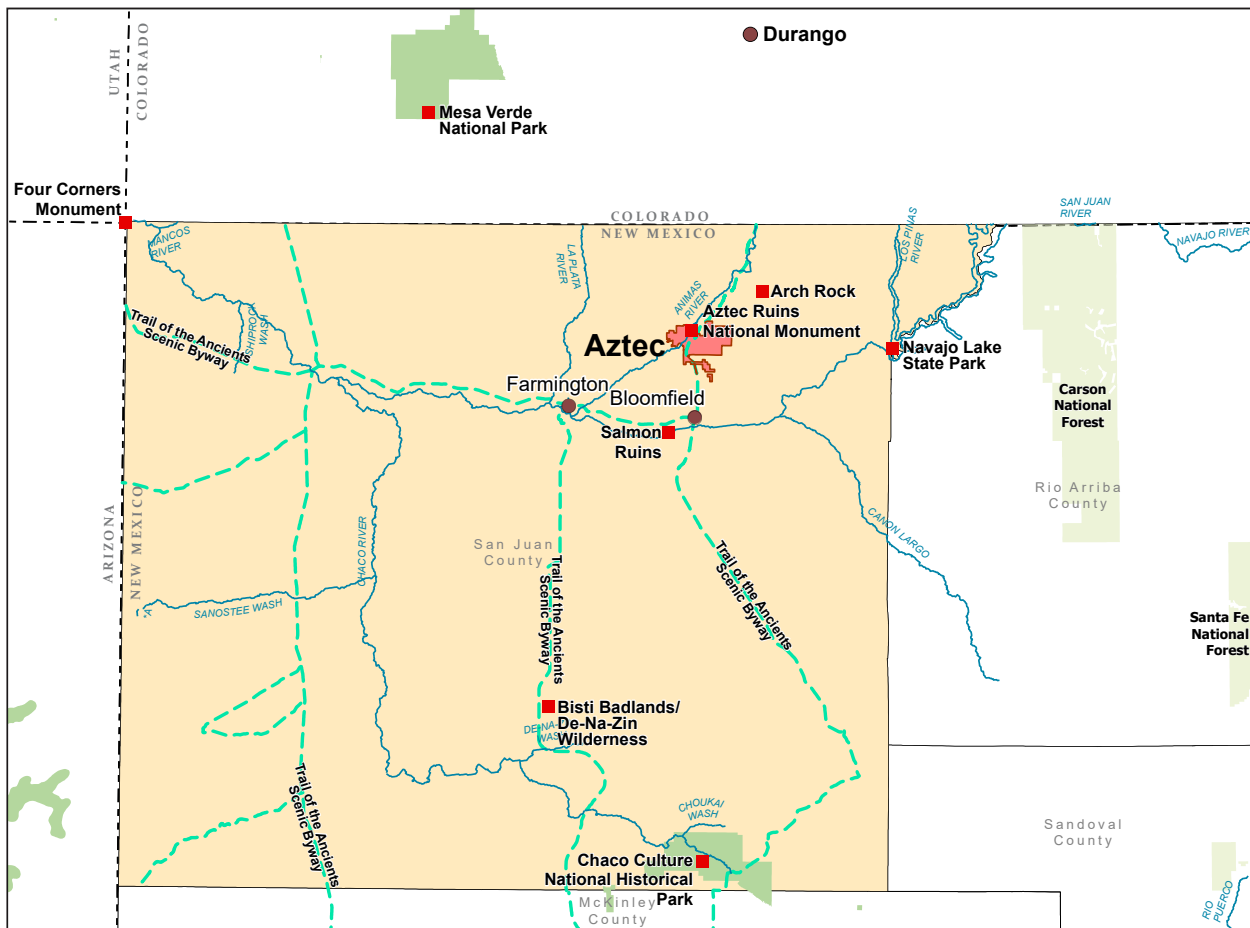 Durango
UTAH
COLORADO
Mesa Verde
National Park
Four Corners
Monument
COLORADO
NEW MEXICO
SAN JUAN
RIVER
NAVAJO RIVER
MANCOS
RIVER
LA PLATA
RIVER
LOS PINAS
RIVER
ANIMAS
RIVER
Arch Rock
Aztec Ruins
National Monument
Trail of the Ancients
Scenic Byway
SHIPROCK
WASH
Aztec
Navajo Lake
State Park
Farmington
Bloomfield
Carson
National
Forest
Salmon
Ruins
Rio Arriba
County
ARIZONA
NEW MEXICO
CHACO RIVER
San Juan
County
CANON LARGO
Trail of the Ancients
Scenic Byway
Trail of the Ancients
Scenic Byway
SANOSTEE WASH
Santa Fe
National
Forest
Bisti Badlands/
De-Na-Zin
Wilderness
DE-NA-
WAS
Trail of the Ancients
Scenic Byway
CHOUKAI
WASH
Sandoval
County
Chaco Culture
National Historical
Park
McKinley
County
RIO
PUERCO